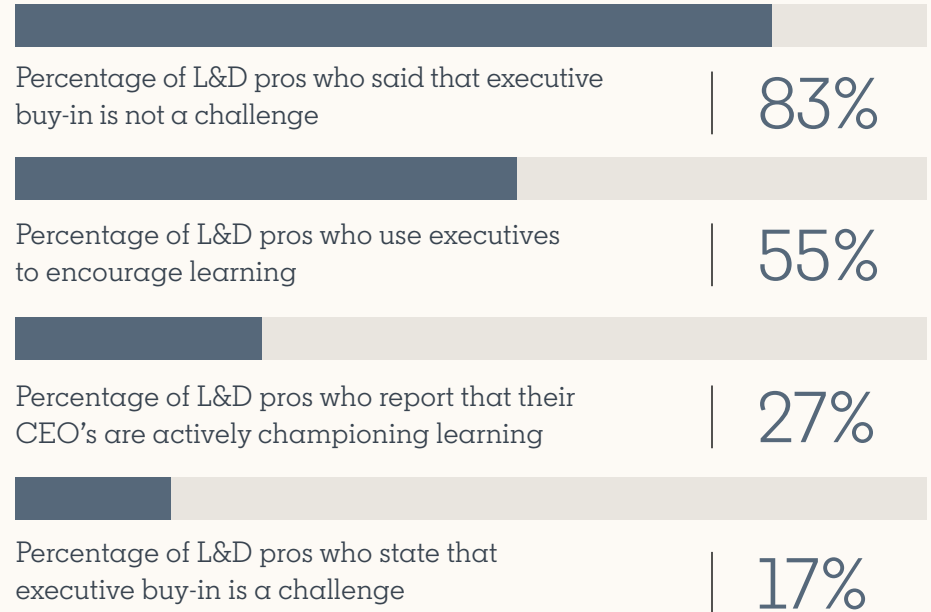 Percentage of L&D pros who said that executive
buy-in is not a challenge
83%
Percentage of L&D pros who use executives
to encourage learning
55%
Percentage of L&D pros who report that their
CEO's are actively championing learning
27%
Percentage of L&D pros who state that
executive buy-in is a challenge
17%